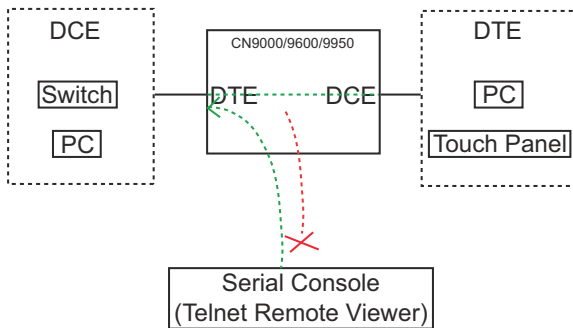 DCE
CN9000/9600/9950
DTE
Switch
DTE
DCE
PC
PC
Touch Panel
Serial Console
(Telnet Remote Viewer)